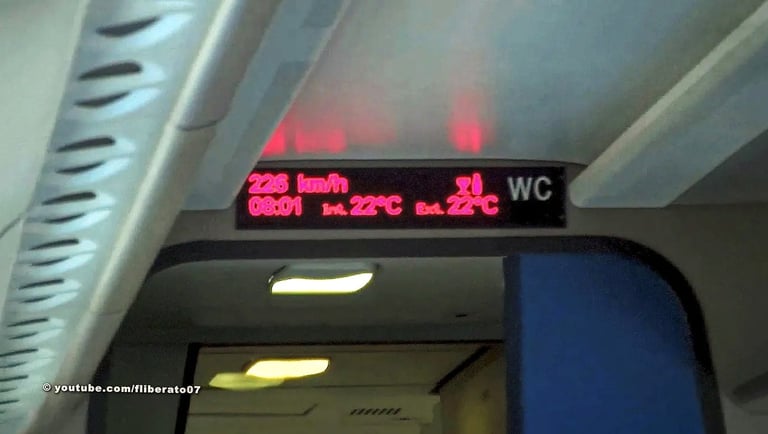 226 km/h
WC
08:01 Int. 22°C Ext. 22°C
© youtube.com/fliberato07